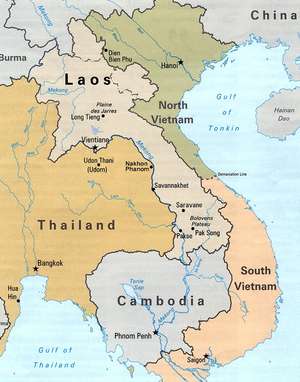 China
Burma
Dien
Bien Phu
Hanoi
Mekong
Laos
Plaine
des Jarres
Long Tieng
North
Vietnam
Gulf
of
Tonkin
Hainan
Dao
Vientiane
Udon Thani
(Udorn)
Nakhon
Phanom
Demarcation Line
Savannakhet
Mekong
Saravane
Bolovens
Plateau
Pakse
Pak Song
Thailand
Bangkok
Hua
Hin
Tonle
Sap
Cambodia
South
Vietnam
Phnom Penh
Gulf of
Thailand
Saigon